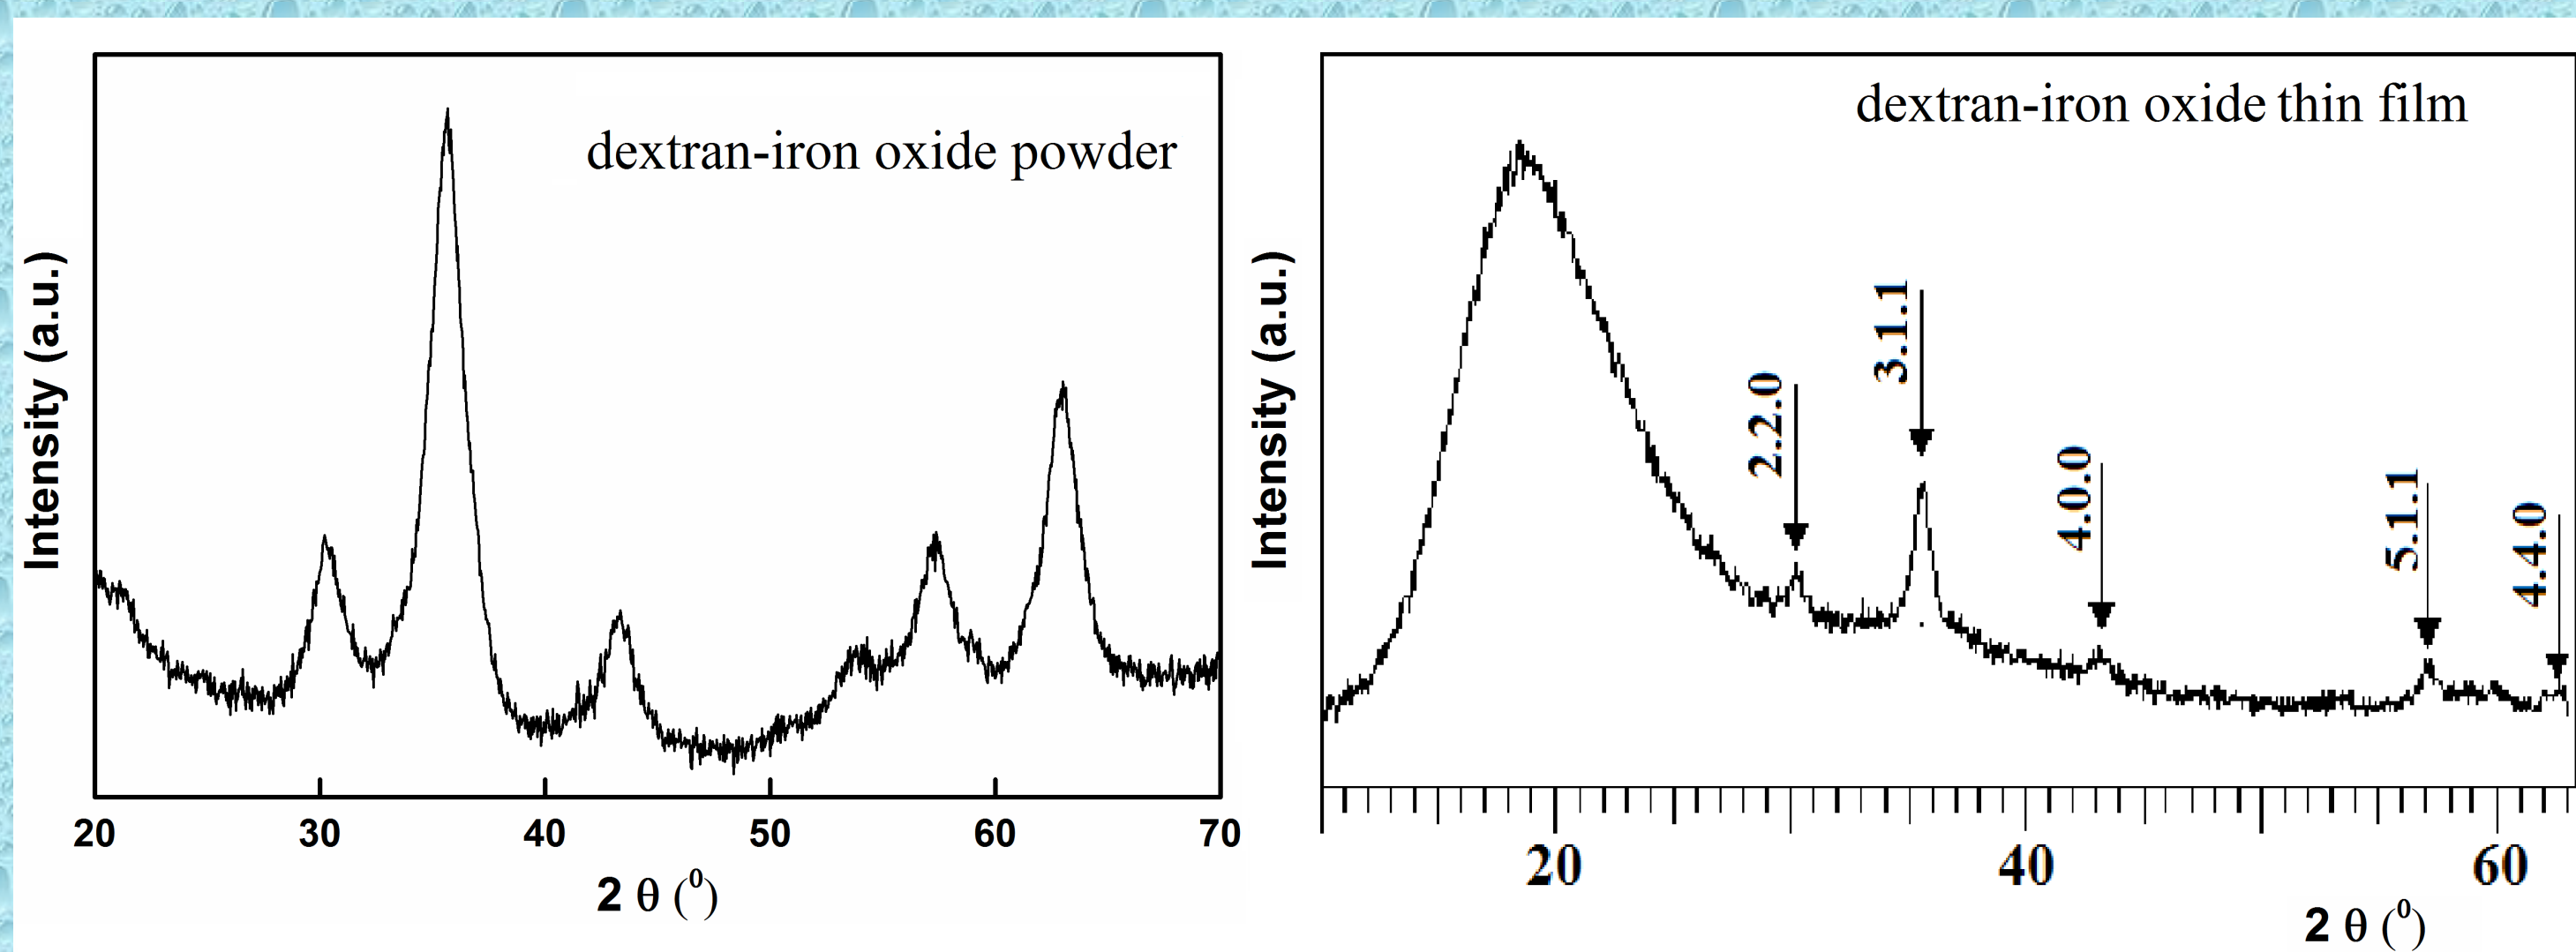 dextran-iron oxide powder
Intensity (a.u.)
20 30 40 50 60 70
2 θ (⁰)
dextran-iron oxide thin film
Intensity (a.u.)
2.2.0
3.1.1
4.0.0
5.1.1
4.4.0
20 40 60
2 θ (⁰)